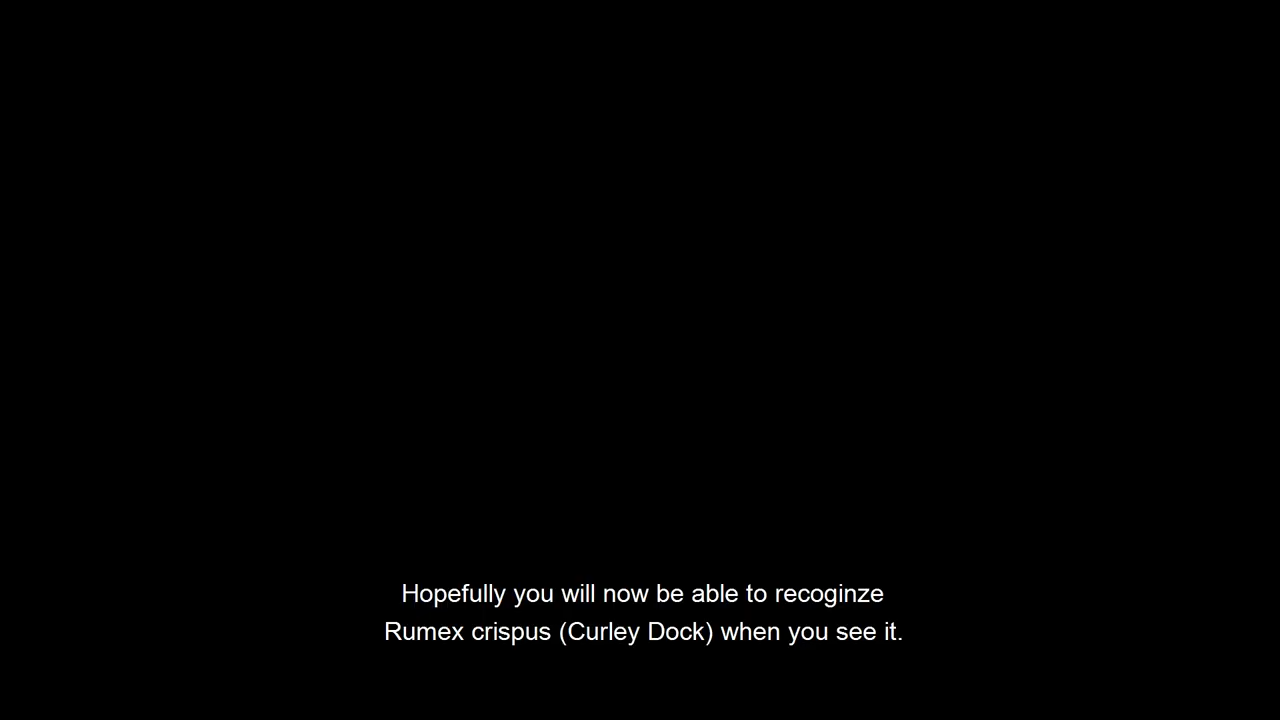 Hopefully you will now be able to recoginze
Rumex crispus (Curley Dock) when you see it.